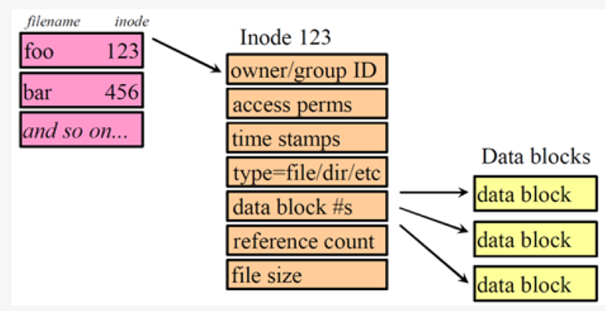 filename inode
foo 123
bar 456
and so on...
Inode 123
owner/group ID
access perms
time stamps
type=file/dir/etc
data block #s
reference count
file size
Data blocks
data block
data block
data block